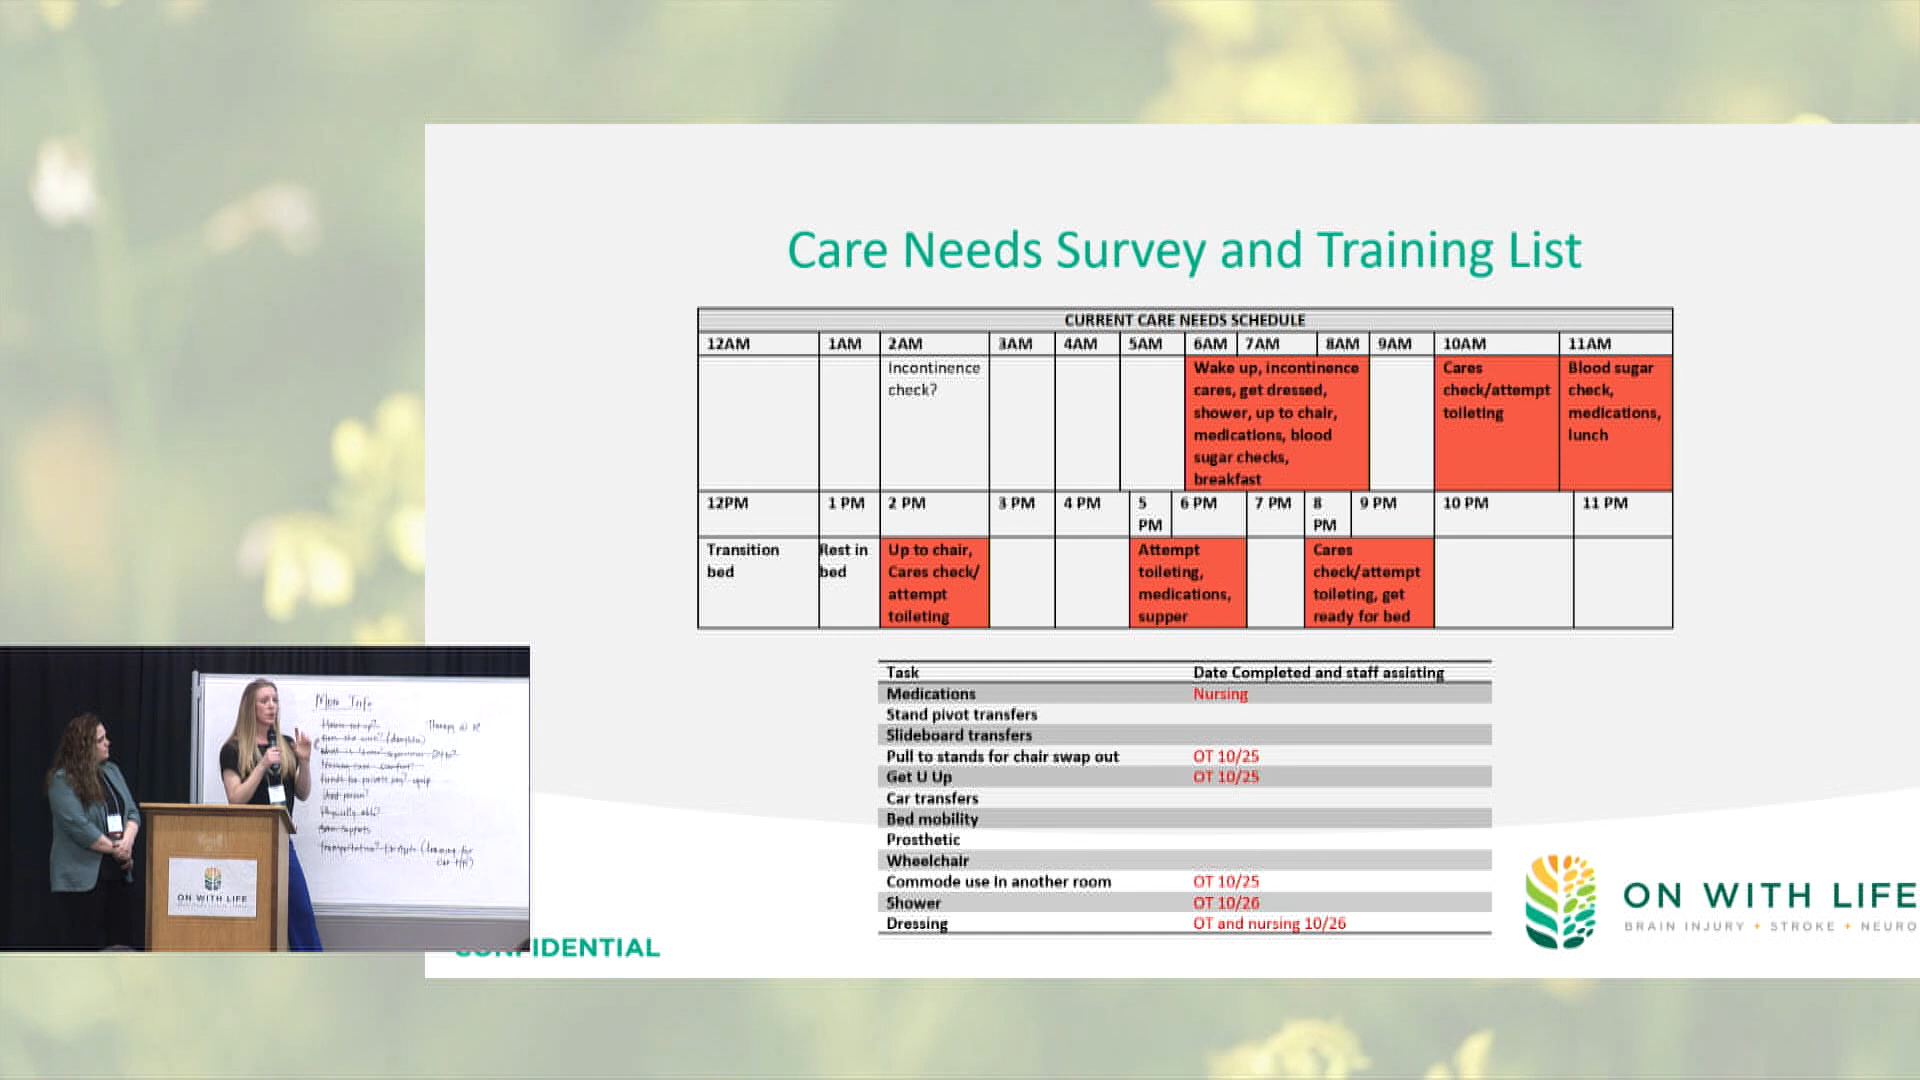 Care Needs Survey and Training List
CURRENT CARE NEEDS SCHEDULE
12AM 1AM 2AM 3AM 4AM 5AM 6AM 7AM 8AM 9AM 10AM 11AM
Incontinence
check?
Wake up, incontinence
cares, get dressed,
shower, up to chair,
medications, blood
sugar checks,
breakfast
Cares
check/attempt
toileting
Blood sugar
check,
medications,
lunch
12PM 1 PM 2 PM 3 PM 4 PM 5 PM 6 PM 7 PM 8 PM 9 PM 10 PM 11 PM
Transition
bed
Rest in
bed
Up to chair,
Cares check/
attempt
toileting
Attempt
toileting,
medications,
supper
Cares
check/attempt
toileting, get
ready for bed
Task Date Completed and staff assisting
Medications Nursing
Stand pivot transfers
Slideboard transfers
Pull to stands for chair swap out OT 10/25
Get U Up OT 10/25
Car transfers
Bed mobility
Prosthetic
Wheelchair
Commode use in another room OT 10/25
Shower OT 10/26
Dressing OT and nursing 10/26
ON WITH LIFE
BRAIN INJURY + STROKE + NEURO
CONFIDENTIAL
More Info
Physically able?
ON WITH LIFE